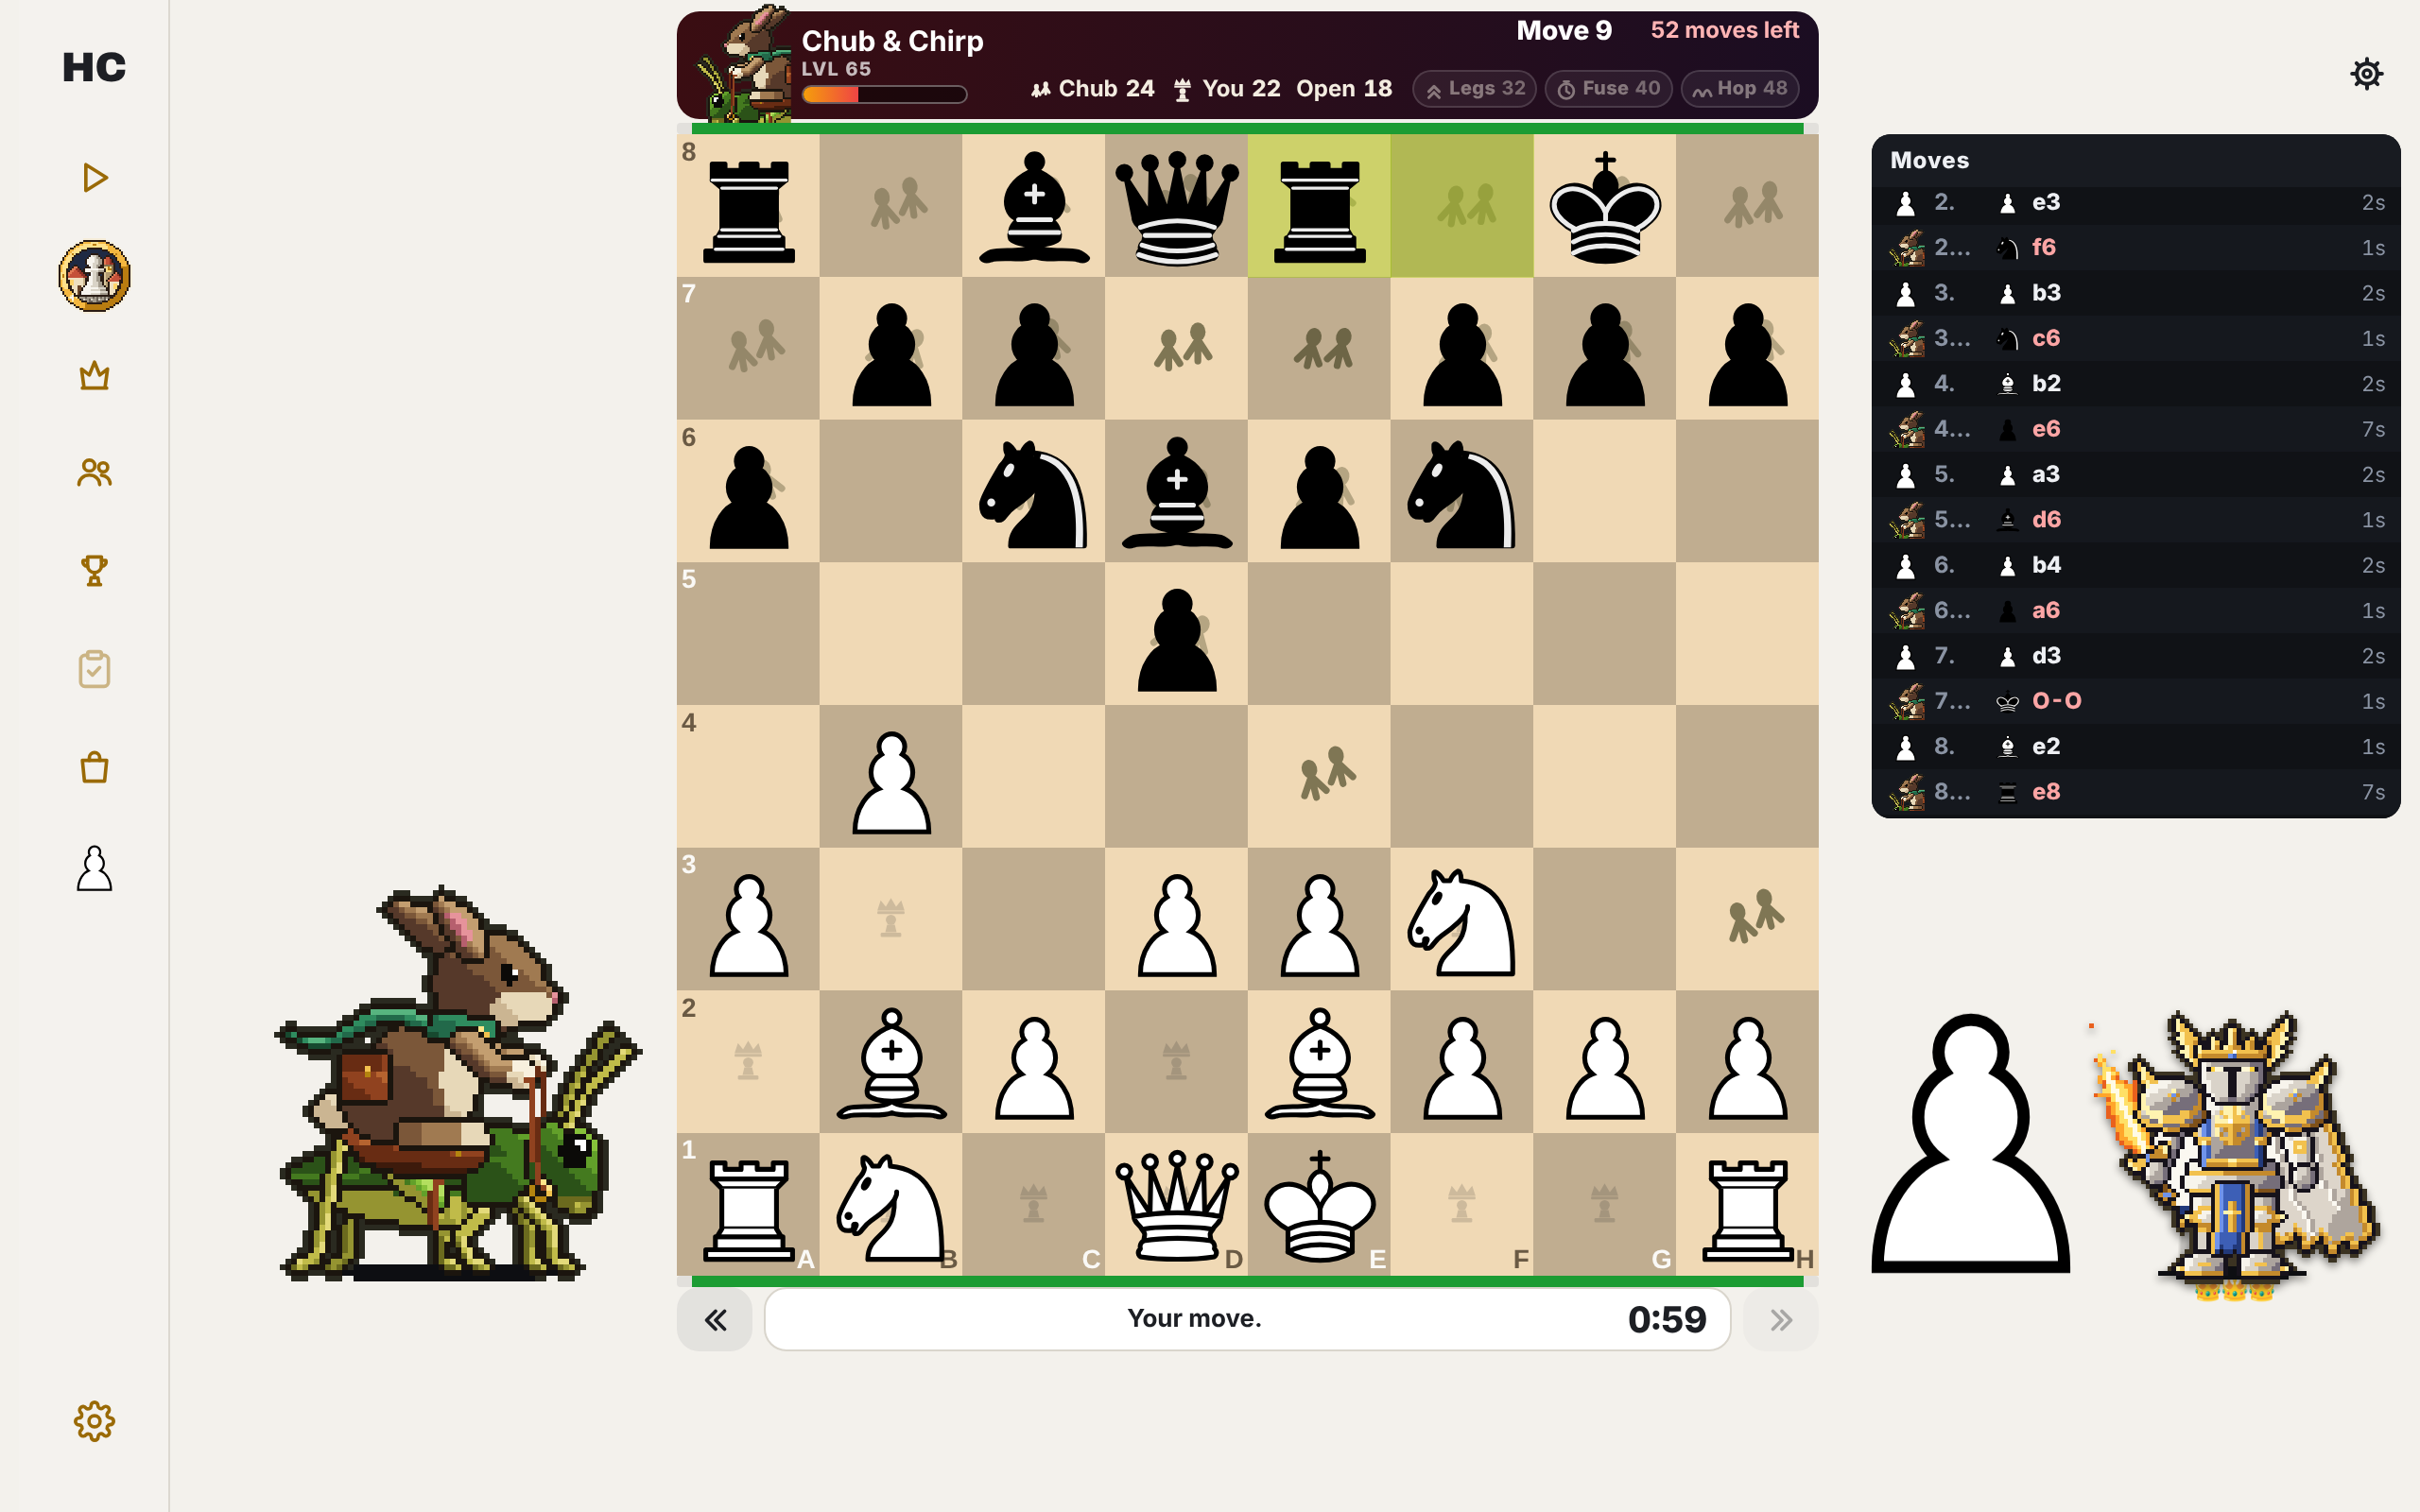 HC
Chub & Chirp
LVL 65
Move 9 52 moves left
Chub 24 You 22 Open 18 Legs 32 Fuse 40 Hop 48
8
7
6
5
4
3
2
1
A B C D E F G H
Your move. 0:59
Moves
2. e3 2s
2... f6 1s
3. b3 2s
3... c6 1s
4. b2 2s
4... e6 7s
5. a3 2s
5... d6 1s
6. b4 2s
6... a6 1s
7. d3 2s
7... O-O 1s
8. e2 1s
8... e8 7s